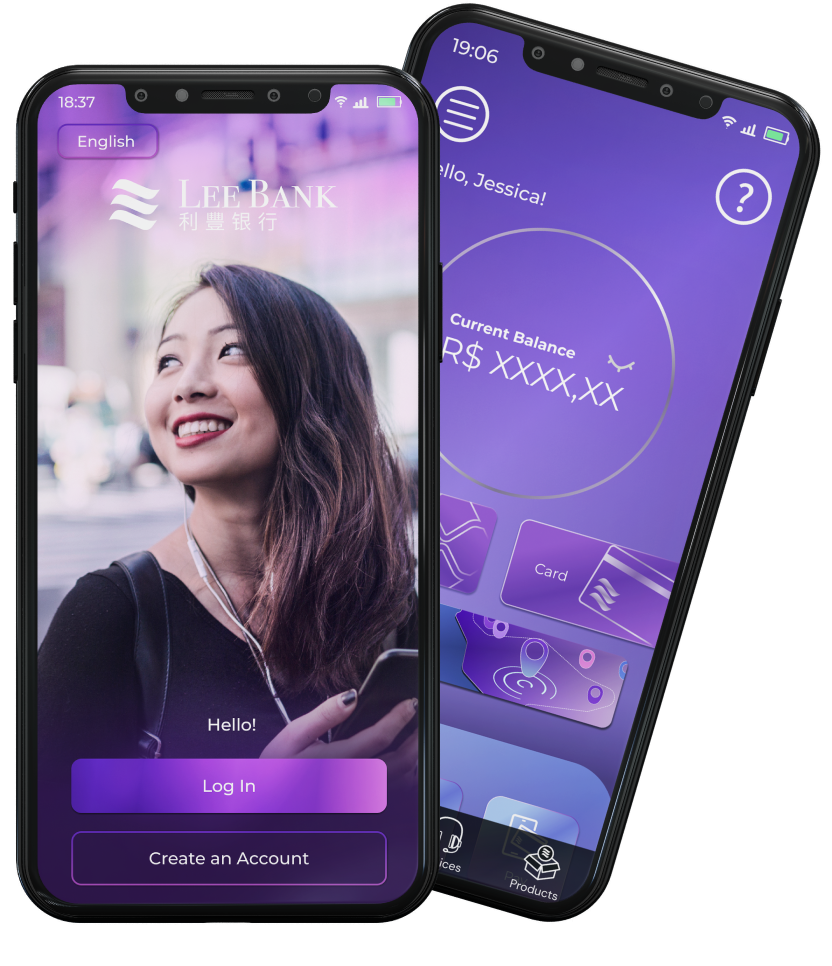 18:37
English
LEE BANK
利豐银行
Hello!
Log In
Create an Account
19:06
ello, Jessica!
?
Current Balance
R$ XXXX,XX
Card
ices
Products